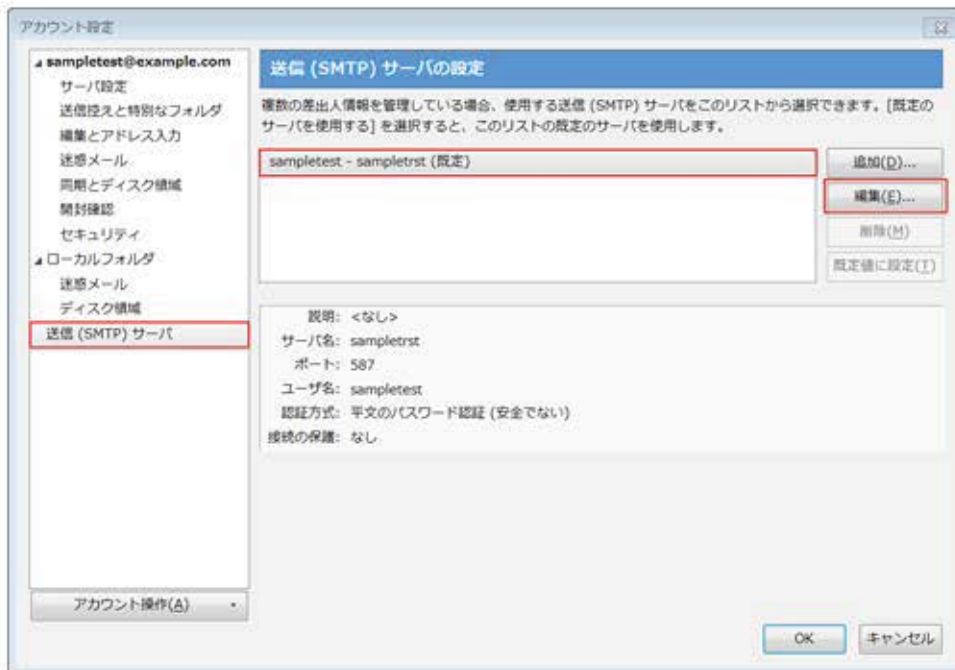 アカウント設定
sampletest@example.com
サーバ設定
送信控えと特別なフォルダ
編集とアドレス入力
迷惑メール
同期とディスク領域
開封確認
セキュリティ
ローカルフォルダ
迷惑メール
ディスク領域
送信 (SMTP) サーバ
アカウント操作(A)
送信 (SMTP) サーバの設定
複数の差出人情報を管理している場合、使用する送信 (SMTP) サーバをこのリストから選択できます。[既定の
サーバを使用する] を選択すると、このリストの既定のサーバを使用します。
sampletest - sampletrst (既定)
追加(D)...
編集(E)...
削除(M)
既定値に設定(T)
説明: <なし>
サーバ名: sampletrst
ポート: 587
ユーザ名: sampletest
認証方式: 平文のパスワード認証 (安全でない)
接続の保護: なし
OK
キャンセル